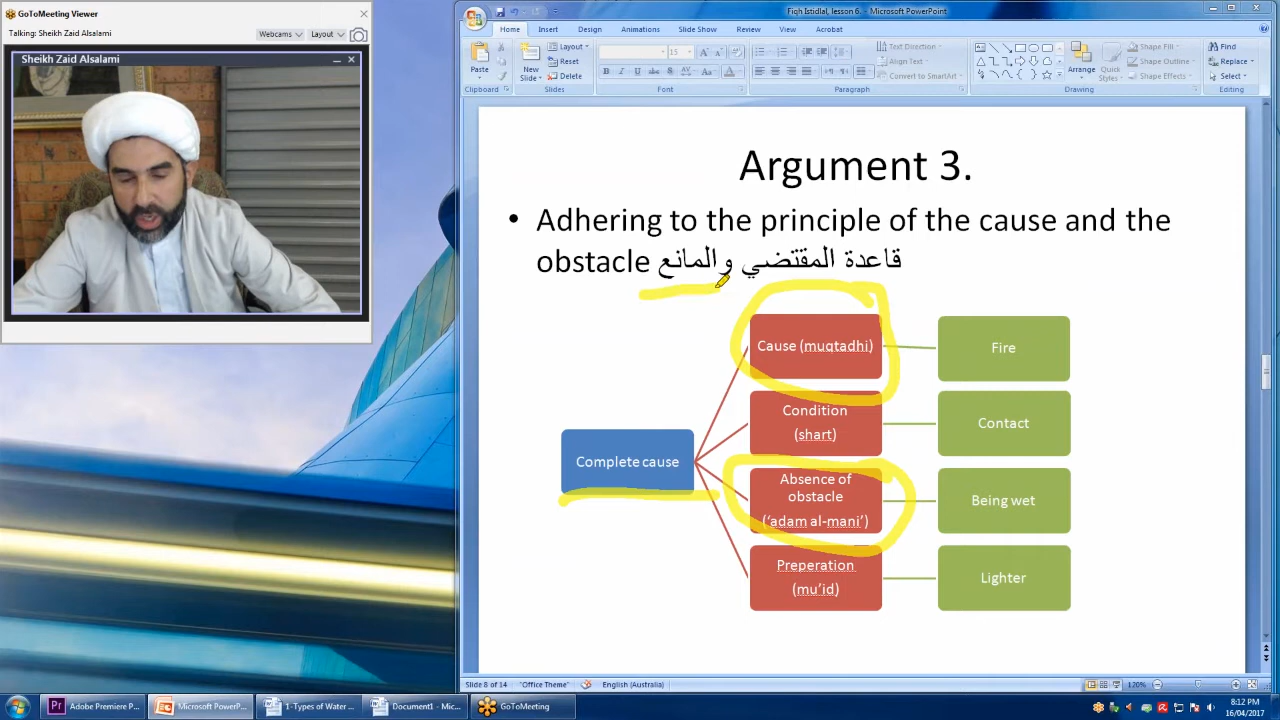 GoToMeeting Viewer
Talking: Sheikh Zaid Alsalami
Webcams
Layout
Sheikh Zaid Alsalami
Fiqh Istidlal, lesson 6. - Microsoft PowerPoint
Home Insert Design Animations Slide Show Review View Acrobat
Paste
Clipboard
New
Slide
Layout
Reset
Delete
Slides
15
Font
Text Direction
Align Text
Convert to SmartArt
Paragraph
Arrange
Quick
Styles
Shape Fill
Shape Outline
Shape Effects
Drawing
Find
Replace
Select
Editing
Argument 3.
• Adhering to the principle of the cause and the
obstacle قاعدة المقتضي والمانع
Complete cause
Cause (muqtadhi)
Fire
Condition
(shart)
Contact
Absence of
obstacle
(‘adam al-mani’)
Being wet
Preperation
(mu’id)
Lighter
Slide 8 of 14
"Office Theme"
English (Australia)
120%
Adobe Premiere P...
Microsoft PowerP...
1-Types of Water ...
Document1 - Mic...
GoToMeeting
8:12 PM
16/04/2017